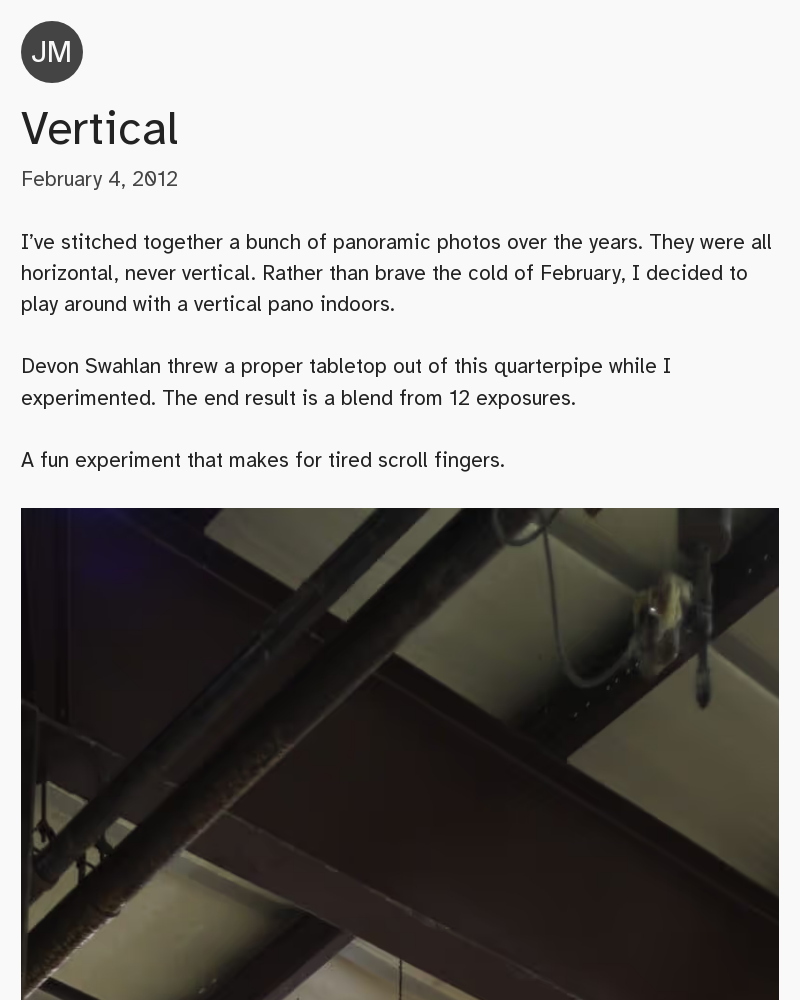 JM
Vertical
February 4, 2012
I’ve stitched together a bunch of panoramic photos over the years. They were all
horizontal, never vertical. Rather than brave the cold of February, I decided to
play around with a vertical pano indoors.
Devon Swahlan threw a proper tabletop out of this quarterpipe while I
experimented. The end result is a blend from 12 exposures.
A fun experiment that makes for tired scroll fingers.